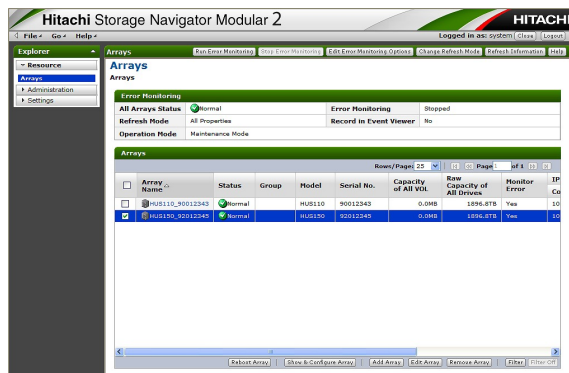 Hitachi Storage Navigator Modular 2
HITACHI
File Go Help
Logged in as: system Close Logout
Explorer
Arrays
Run Error Monitoring Stop Error Monitoring Edit Error Monitoring Options Change Refresh Mode Refresh Information Help
Resource
Arrays
Administration
Settings
Arrays
Arrays
Error Monitoring
All Arrays Status Normal Error Monitoring Stopped
Refresh Mode All Properties Record in Event Viewer No
Operation Mode Maintenance Mode
Arrays
Rows/Page: 25 Page 1 of 1
Array Name Status Group Model Serial No. Capacity of All VOL Raw Capacity of All Drives Monitor Error IP Co
HUS110_90012343 Normal HUS110 90012343 0.0MB 1896.8TB Yes 10
HUS150_92012345 Normal HUS150 92012345 0.0MB 1896.8TB Yes 10
Reboot Array Show & Configure Array Add Array Edit Array Remove Array Filter Filter Off